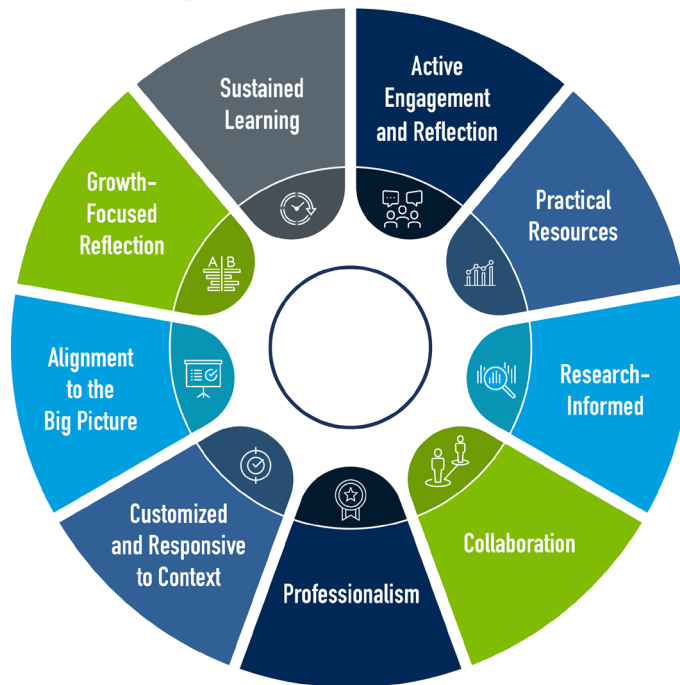 Sustained
Learning
Active
Engagement
and Reflection
Practical
Resources
Research-
Informed
Collaboration
Professionalism
Customized
and Responsive
to Context
Alignment
to the
Big Picture
Growth-
Focused
Reflection
A B